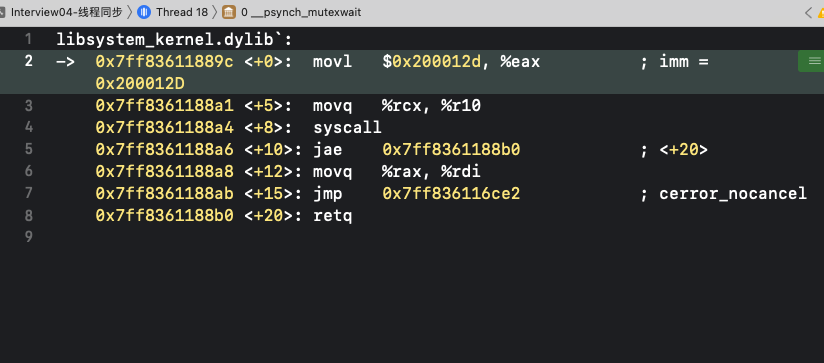 Interview04-线程同步 〉 Thread 18 〉 0 __psynch_mutexwait
1 libsystem_kernel.dylib`:
2 -> 0x7ff83611889c <+0>: movl $0x200012d, %eax ; imm =
0x200012D
3 0x7ff8361188a1 <+5>: movq %rcx, %r10
4 0x7ff8361188a4 <+8>: syscall
5 0x7ff8361188a6 <+10>: jae 0x7ff8361188b0 ; <+20>
6 0x7ff8361188a8 <+12>: movq %rax, %rdi
7 0x7ff8361188ab <+15>: jmp 0x7ff836116ce2 ; cerror_nocancel
8 0x7ff8361188b0 <+20>: retq
9